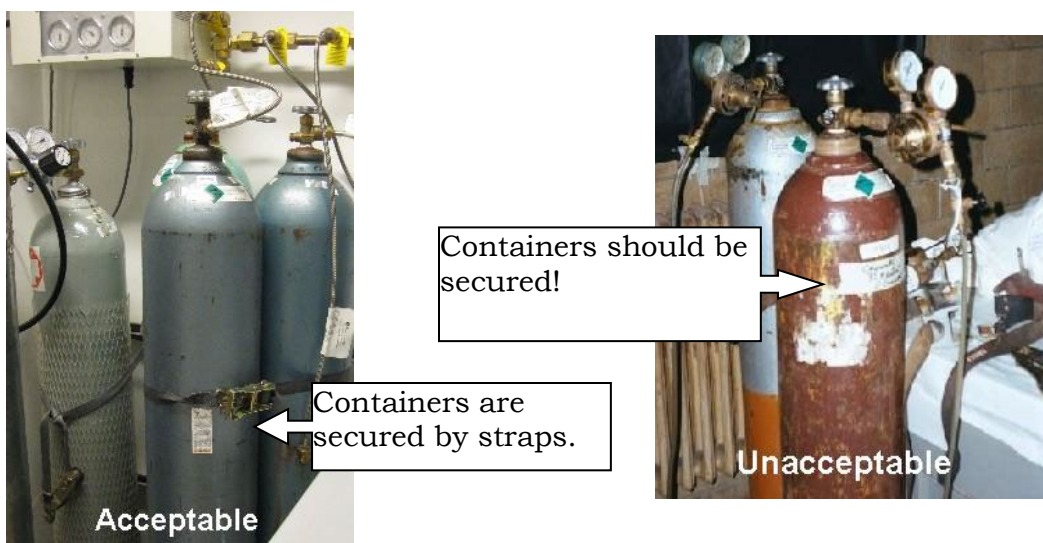 Containers should be
secured!
Containers are
secured by straps.
Unacceptable
Acceptable